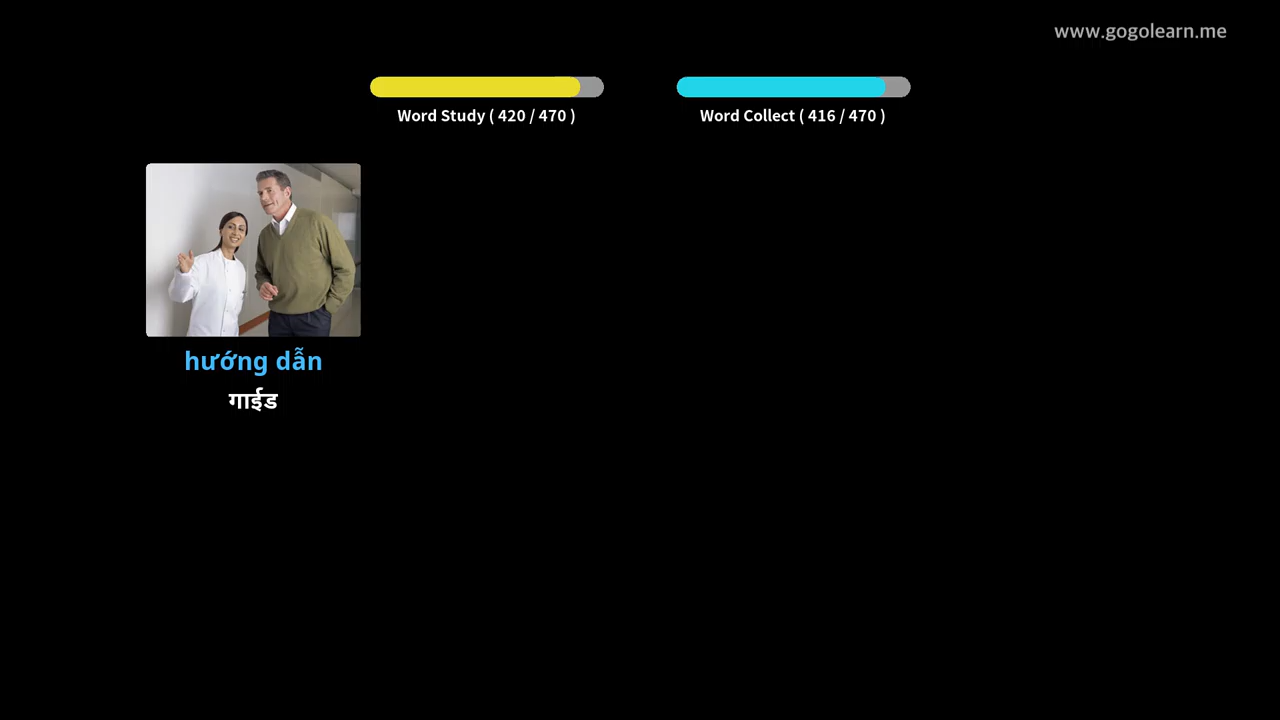 www.gogolearn.me
Word Study ( 420 / 470 )
Word Collect ( 416 / 470 )
hướng dẫn
गाईड